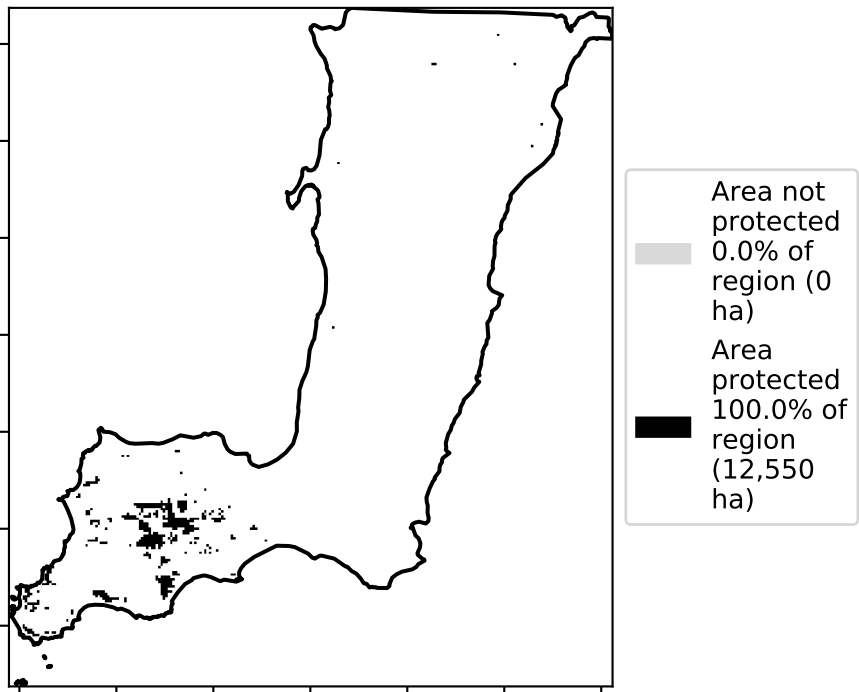 Area not
protected
0.0% of
region (0
ha)
Area
protected
100.0% of
region
(12,550
ha)